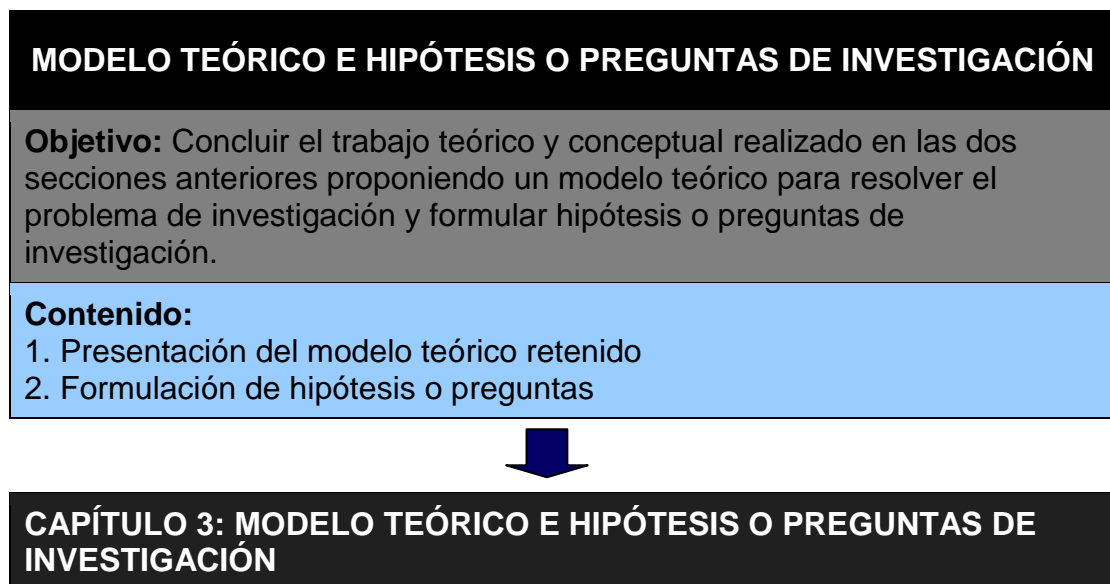 MODELO TEÓRICO E HIPÓTESIS O PREGUNTAS DE INVESTIGACIÓN
Objetivo: Concluir el trabajo teórico y conceptual realizado en las dos
secciones anteriores proponiendo un modelo teórico para resolver el
problema de investigación y formular hipótesis o preguntas de
investigación.
Contenido:
1. Presentación del modelo teórico retenido
2. Formulación de hipótesis o preguntas
CAPÍTULO 3: MODELO TEÓRICO E HIPÓTESIS O PREGUNTAS DE
INVESTIGACIÓN